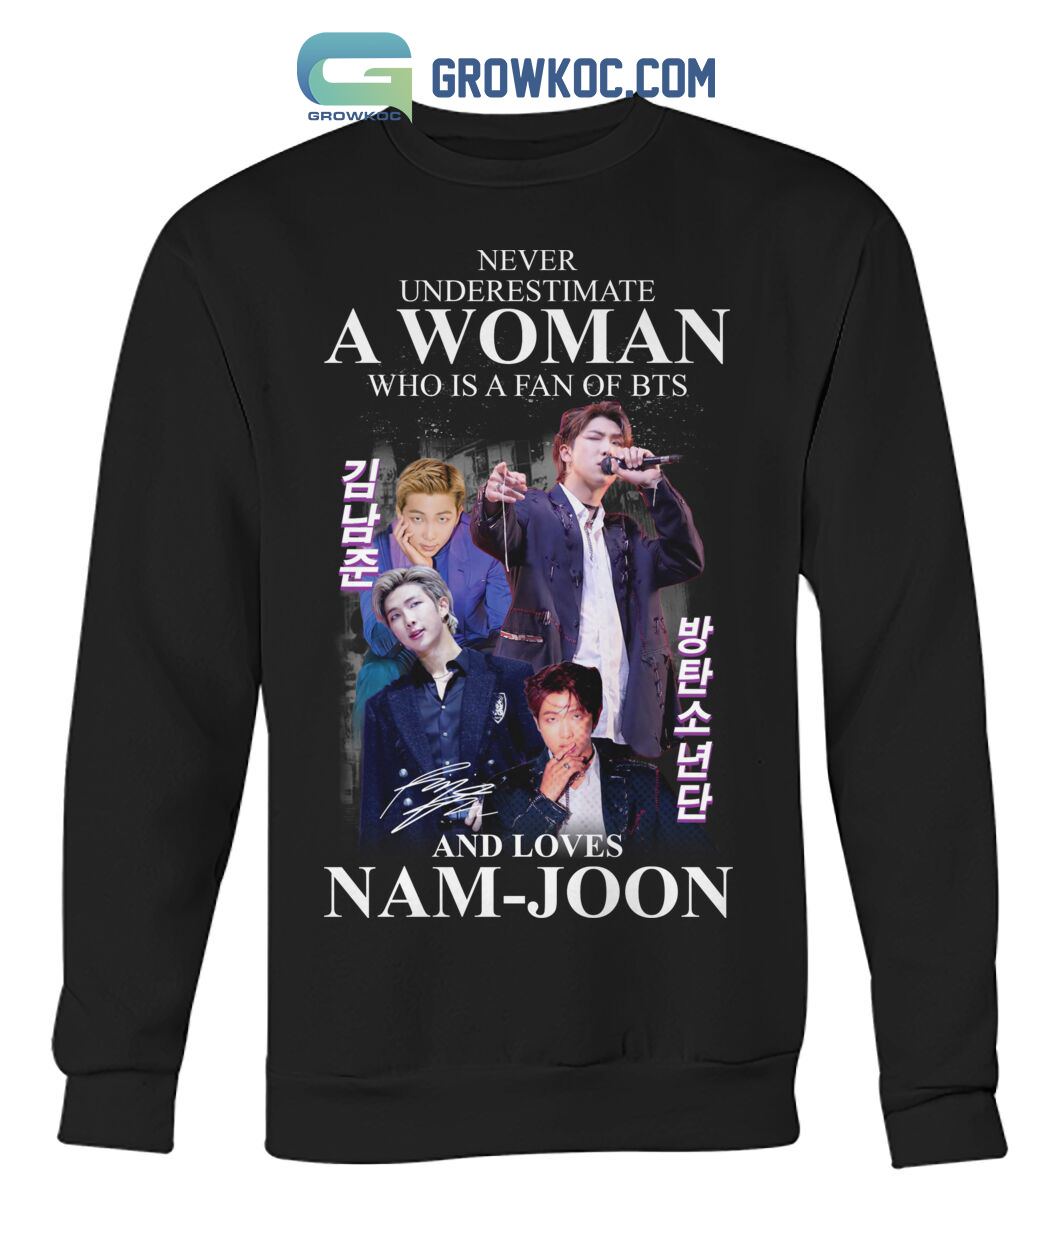 GROWKOC.COM
GROWKOC
NEVER
UNDERESTIMATE
A WOMAN
WHO IS A FAN OF BTS
김남준
방탄소년단
AND LOVES
NAM-JOON